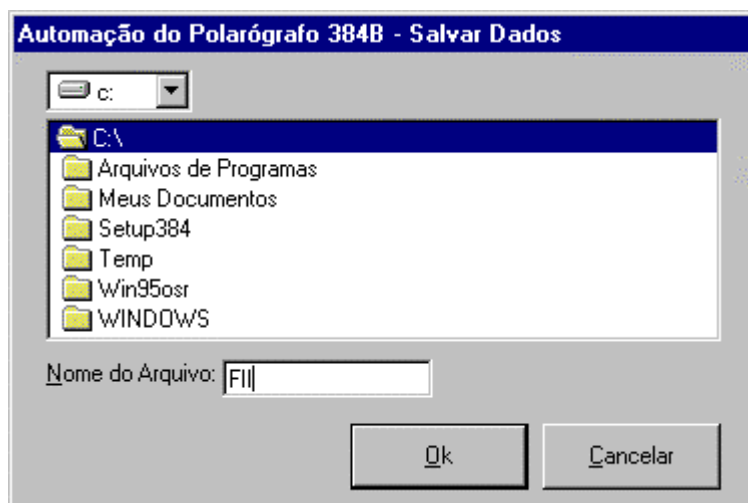 Automação do Polarógrafo 384B - Salvar Dados
c:
C:\
Arquivos de Programas
Meus Documentos
Setup384
Temp
Win95osr
WINDOWS
Nome do Arquivo: FII
Ok
Cancelar